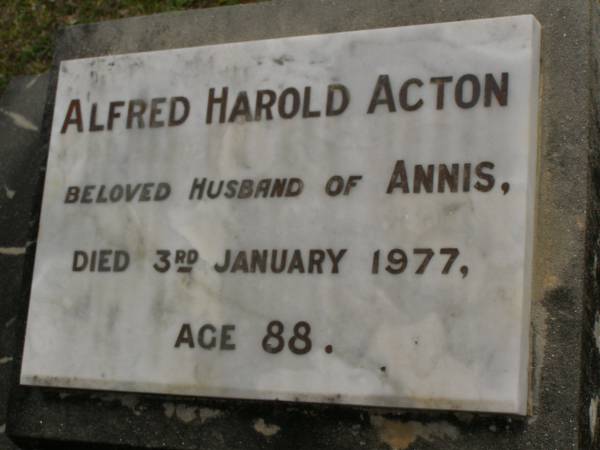 ALFRED HAROLD ACTON
BELOVED HUSBAND OF ANNIS,
DIED 3RD JANUARY 1977,
AGE 88.